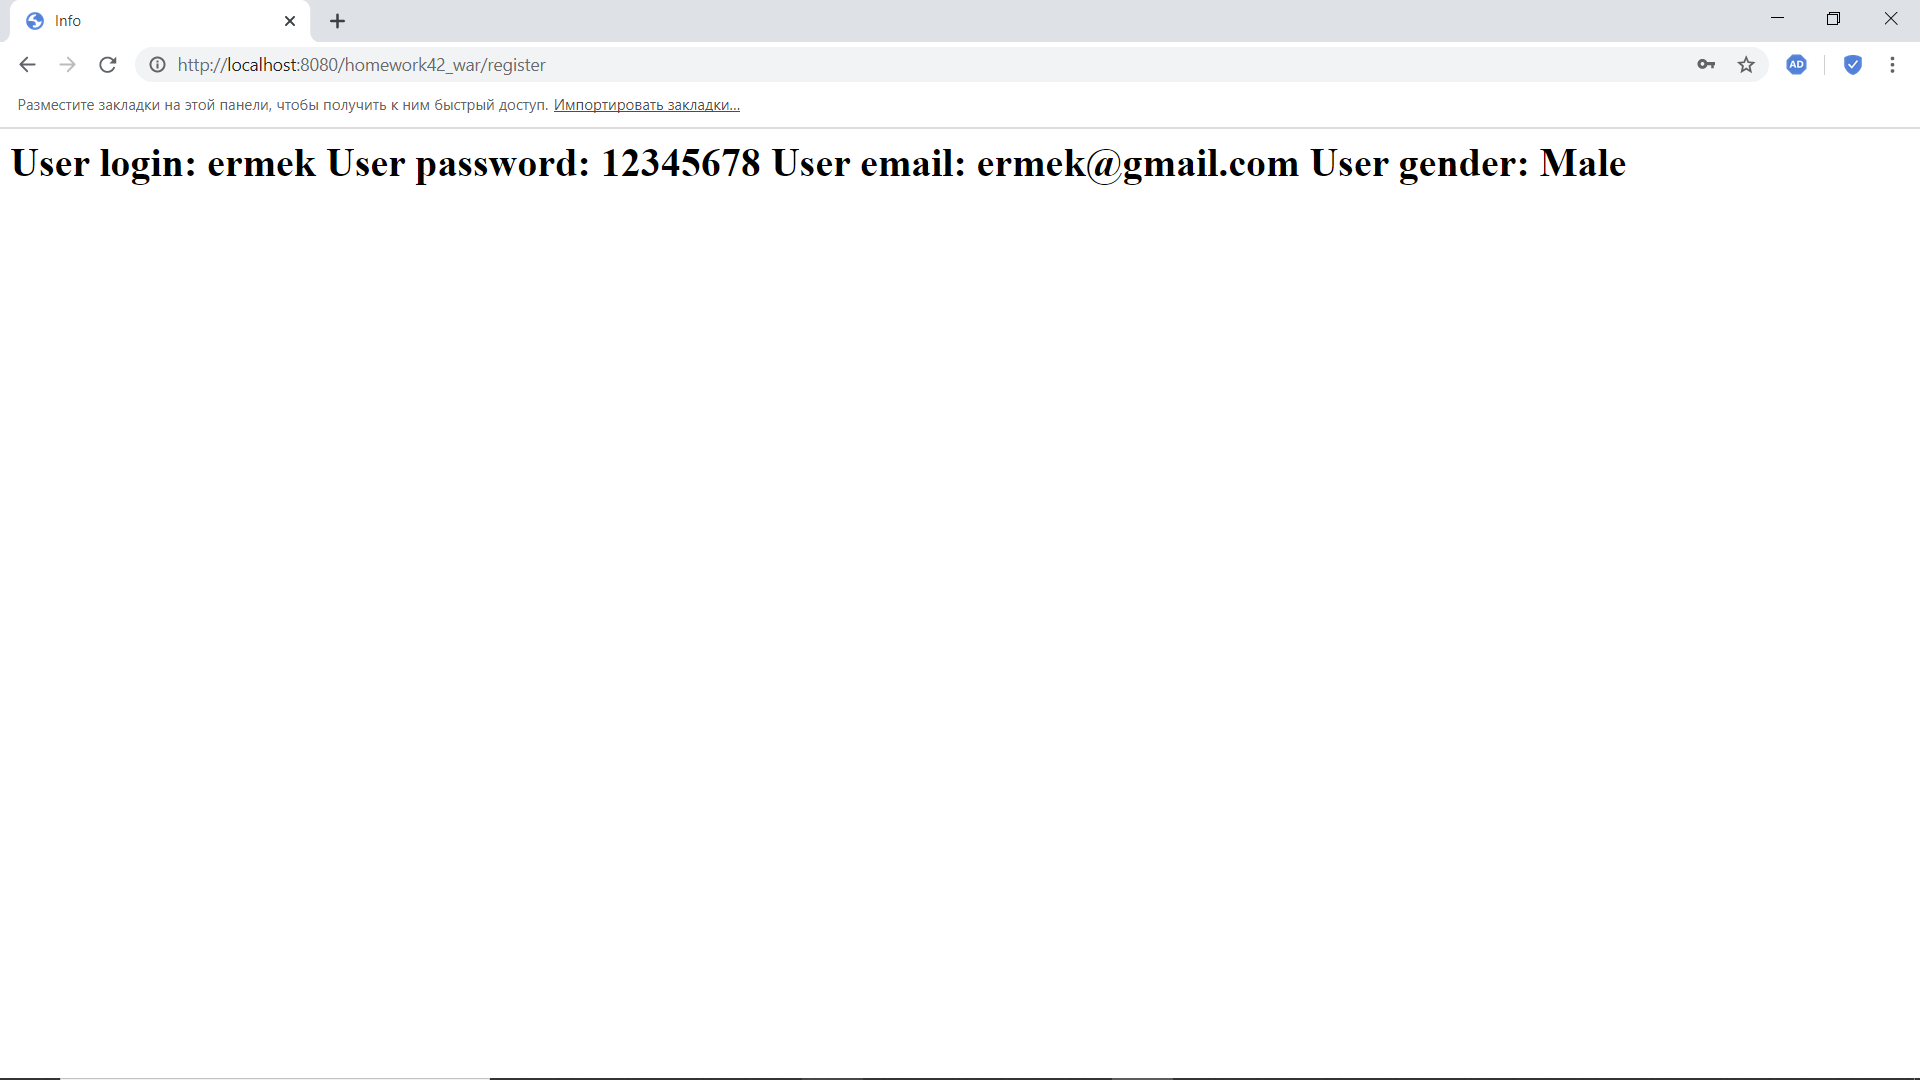 Info
http://localhost:8080/homework42_war/register
AD
Разместите закладки на этой панели, чтобы получить к ним быстрый доступ. Импортировать закладки...
User login: ermek User password: 12345678 User email: ermek@gmail.com User gender: Male